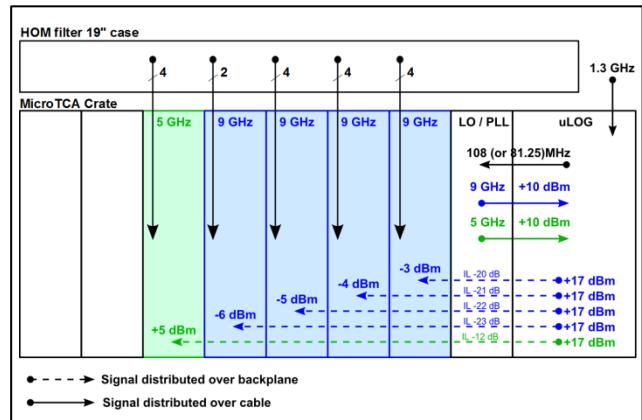 HOM filter 19" case
4
2
4
4
4
1.3 GHz
MicroTCA Crate
5 GHz
9 GHz
9 GHz
9 GHz
9 GHz
LO / PLL
uLOG
108 (or 81.25)MHz
9 GHz +10 dBm
5 GHz +10 dBm
-3 dBm IL -20 dB +17 dBm
-4 dBm IL -21 dB +17 dBm
-5 dBm IL -22 dB +17 dBm
-6 dBm IL -23 dB +17 dBm
+5 dBm IL -12 dB +17 dBm
Signal distributed over backplane
Signal distributed over cable